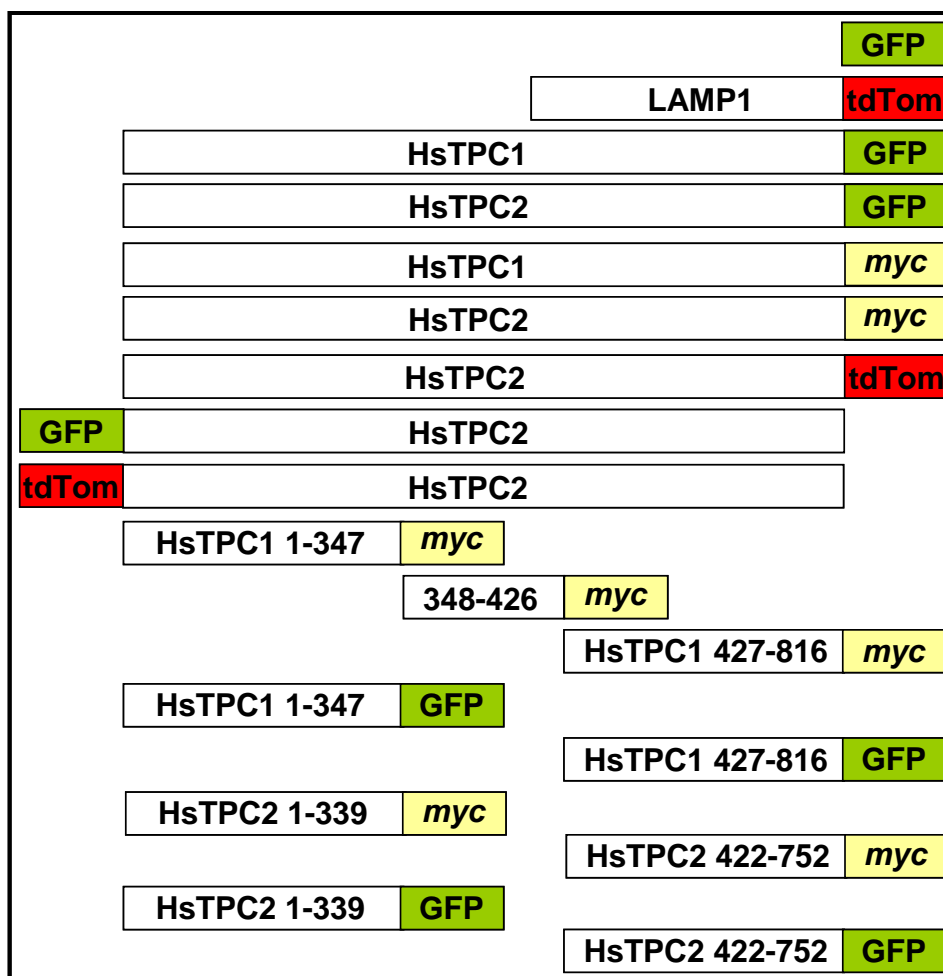 GFP
LAMP1 tdTom
HsTPC1 GFP
HsTPC2 GFP
HsTPC1 myc
HsTPC2 myc
HsTPC2 tdTom
GFP HsTPC2
tdTom HsTPC2
HsTPC1 1-347 myc
348-426 myc
HsTPC1 427-816 myc
HsTPC1 1-347 GFP
HsTPC1 427-816 GFP
HsTPC2 1-339 myc
HsTPC2 422-752 myc
HsTPC2 1-339 GFP
HsTPC2 422-752 GFP